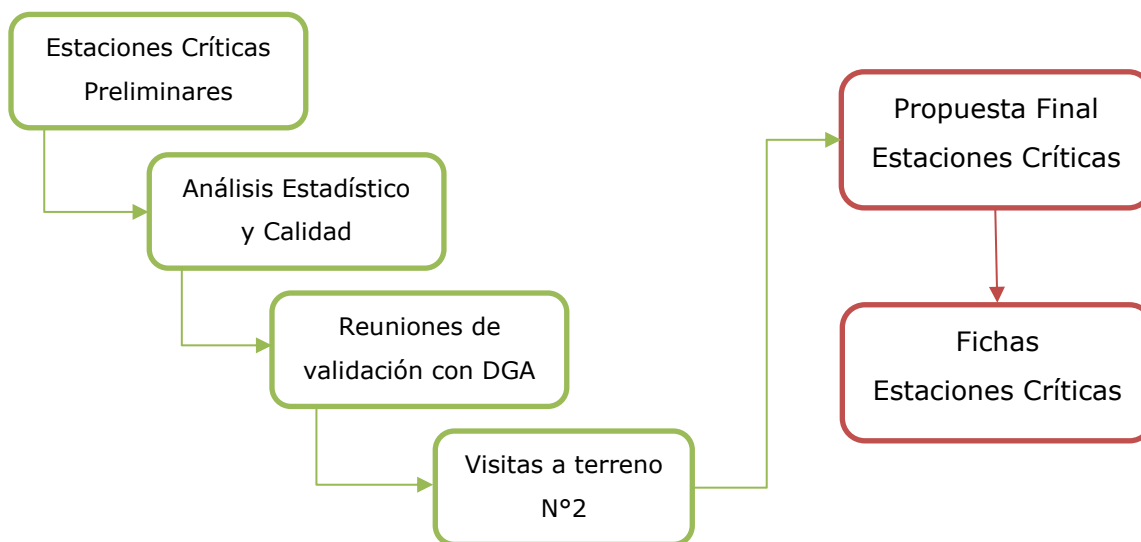 Estaciones Críticas
Preliminares
Análisis Estadístico
y Calidad
Reuniones de
validación con DGA
Visitas a terreno
N°2
Propuesta Final
Estaciones Críticas
Fichas
Estaciones Críticas